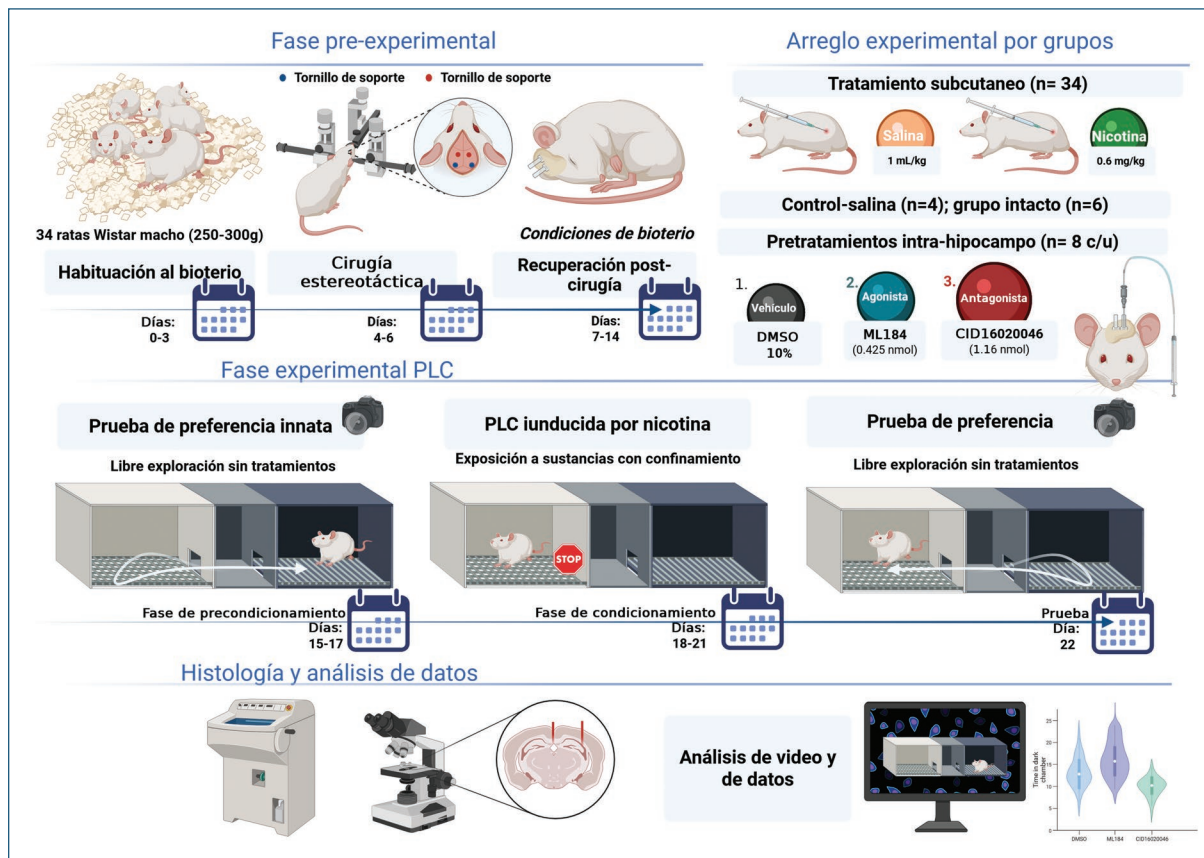 Fase pre-experimental
Tornillo de soporte
Tornillo de soporte
34 ratas Wistar macho (250-300g)
Condiciones de bioterio
Habituación al bioterio
Cirugía
estereotáctica
Recuperación post-
cirugía
Días:
0-3
Días:
4-6
Días:
7-14
Arreglo experimental por grupos
Tratamiento subcutaneo (n= 34)
Salina
1 mL/kg
Nicotina
0.6 mg/kg
Control-salina (n=4); grupo intacto (n=6)
Pretratamientos intra-hipocampo (n= 8 c/u)
1.
Vehículo
DMSO
10%
2.
Agonista
ML184
(0.425 nmol)
3.
Antagonista
CID16020046
(1.16 nmol)
Fase experimental PLC
Prueba de preferencia innata
Libre exploración sin tratamientos
PLC iunducida por nicotina
Exposición a sustancias con confinamiento
STOP
Prueba de preferencia
Libre exploración sin tratamientos
Fase de precondicionamiento
Días:
15-17
Fase de condicionamiento
Días:
18-21
Prueba
Día:
22
Histología y análisis de datos
Análisis de video y
de datos
Time in dark
chamber
25
20
15
10
5
0
DMSO
ML184
CID16020046